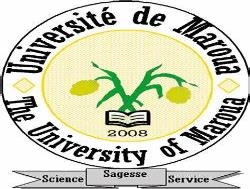 Université de Maroua
2008
The University of Maroua
Science Sagesse Service